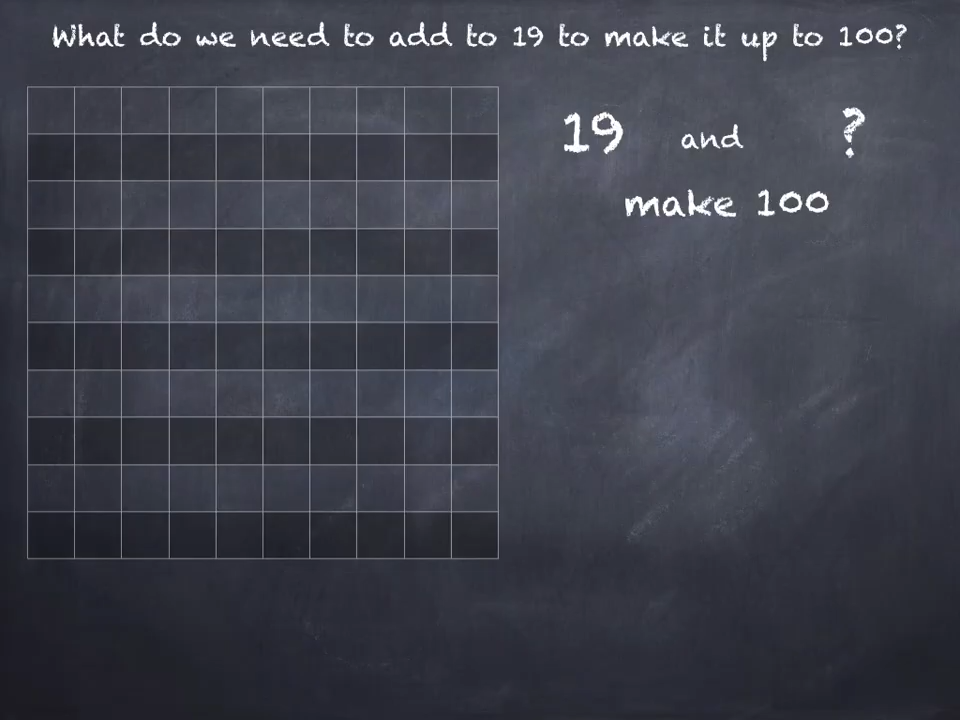 What do we need to add to 19 to make it up to 100?
19 and ?
make 100